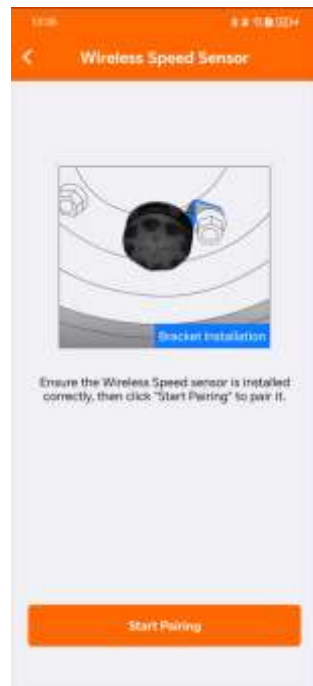 Wireless Speed Sensor
Bracket Installation
Ensure the Wireless Speed sensor is installed
correctly, then click "Start Pairing" to pair it.
Start Pairing